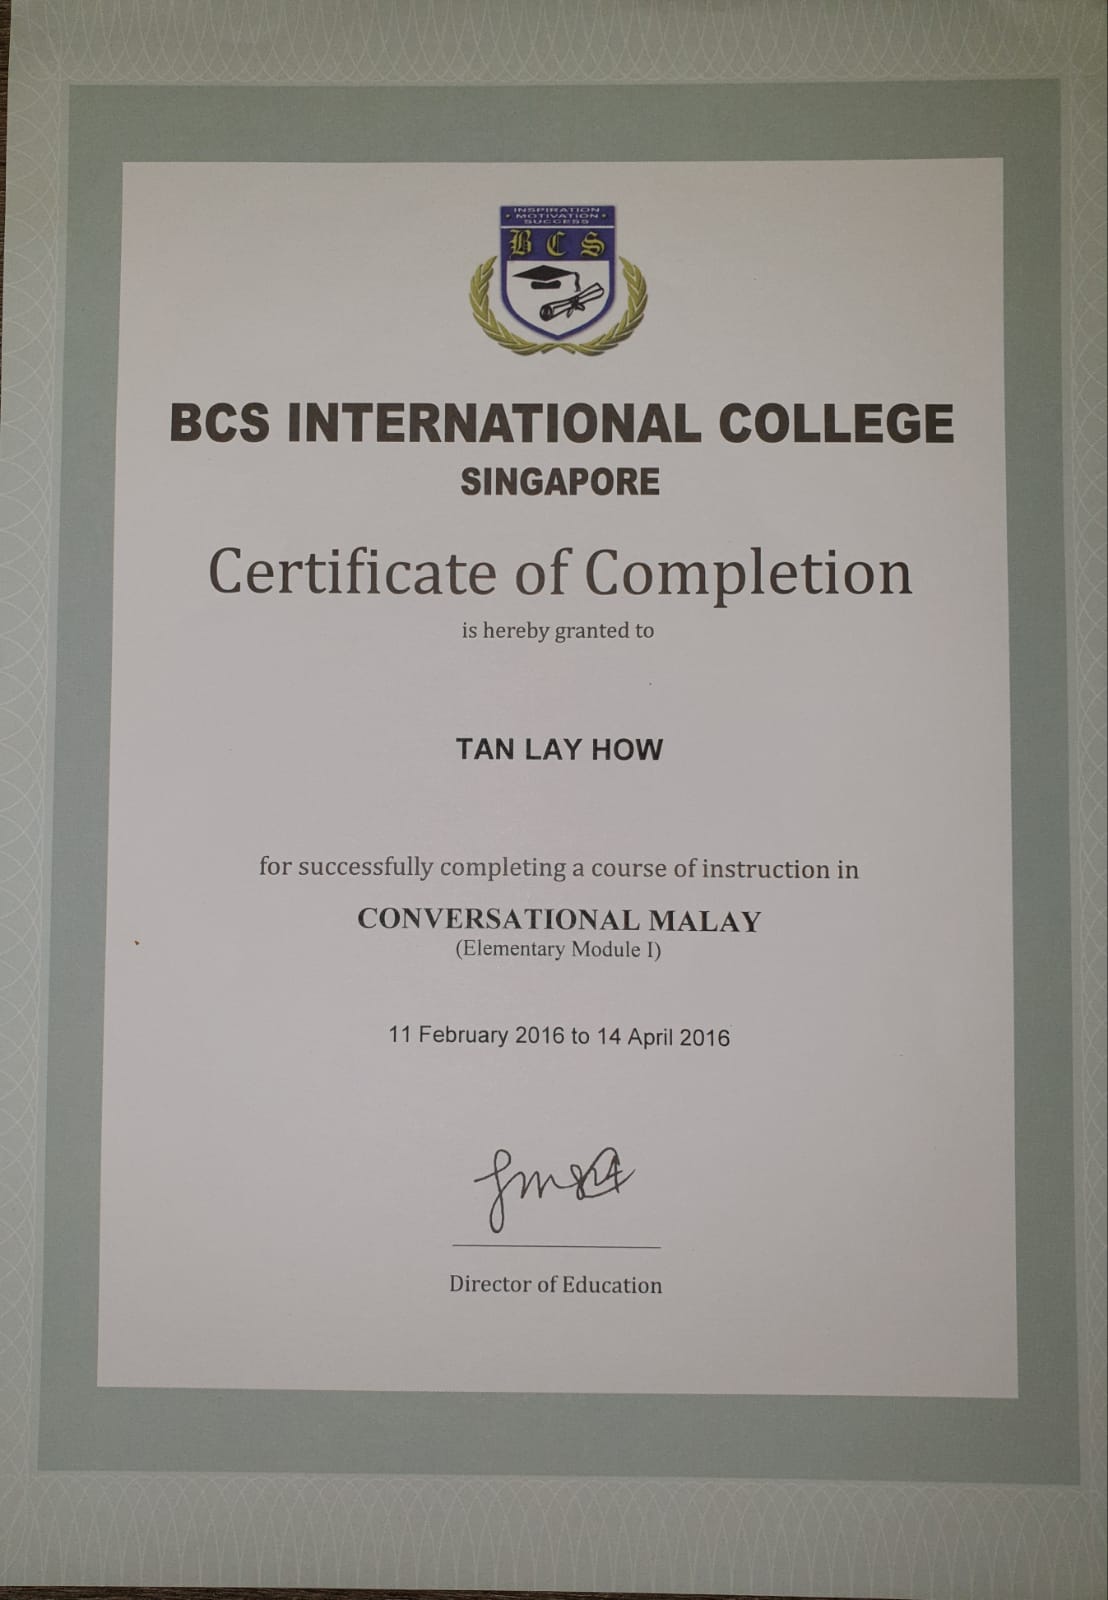 INSPIRATION
• MOTIVATION •
SUCCESS
B C S
BCS INTERNATIONAL COLLEGE
SINGAPORE
Certificate of Completion
is hereby granted to
TAN LAY HOW
for successfully completing a course of instruction in
CONVERSATIONAL MALAY
(Elementary Module I)
11 February 2016 to 14 April 2016
Director of Education